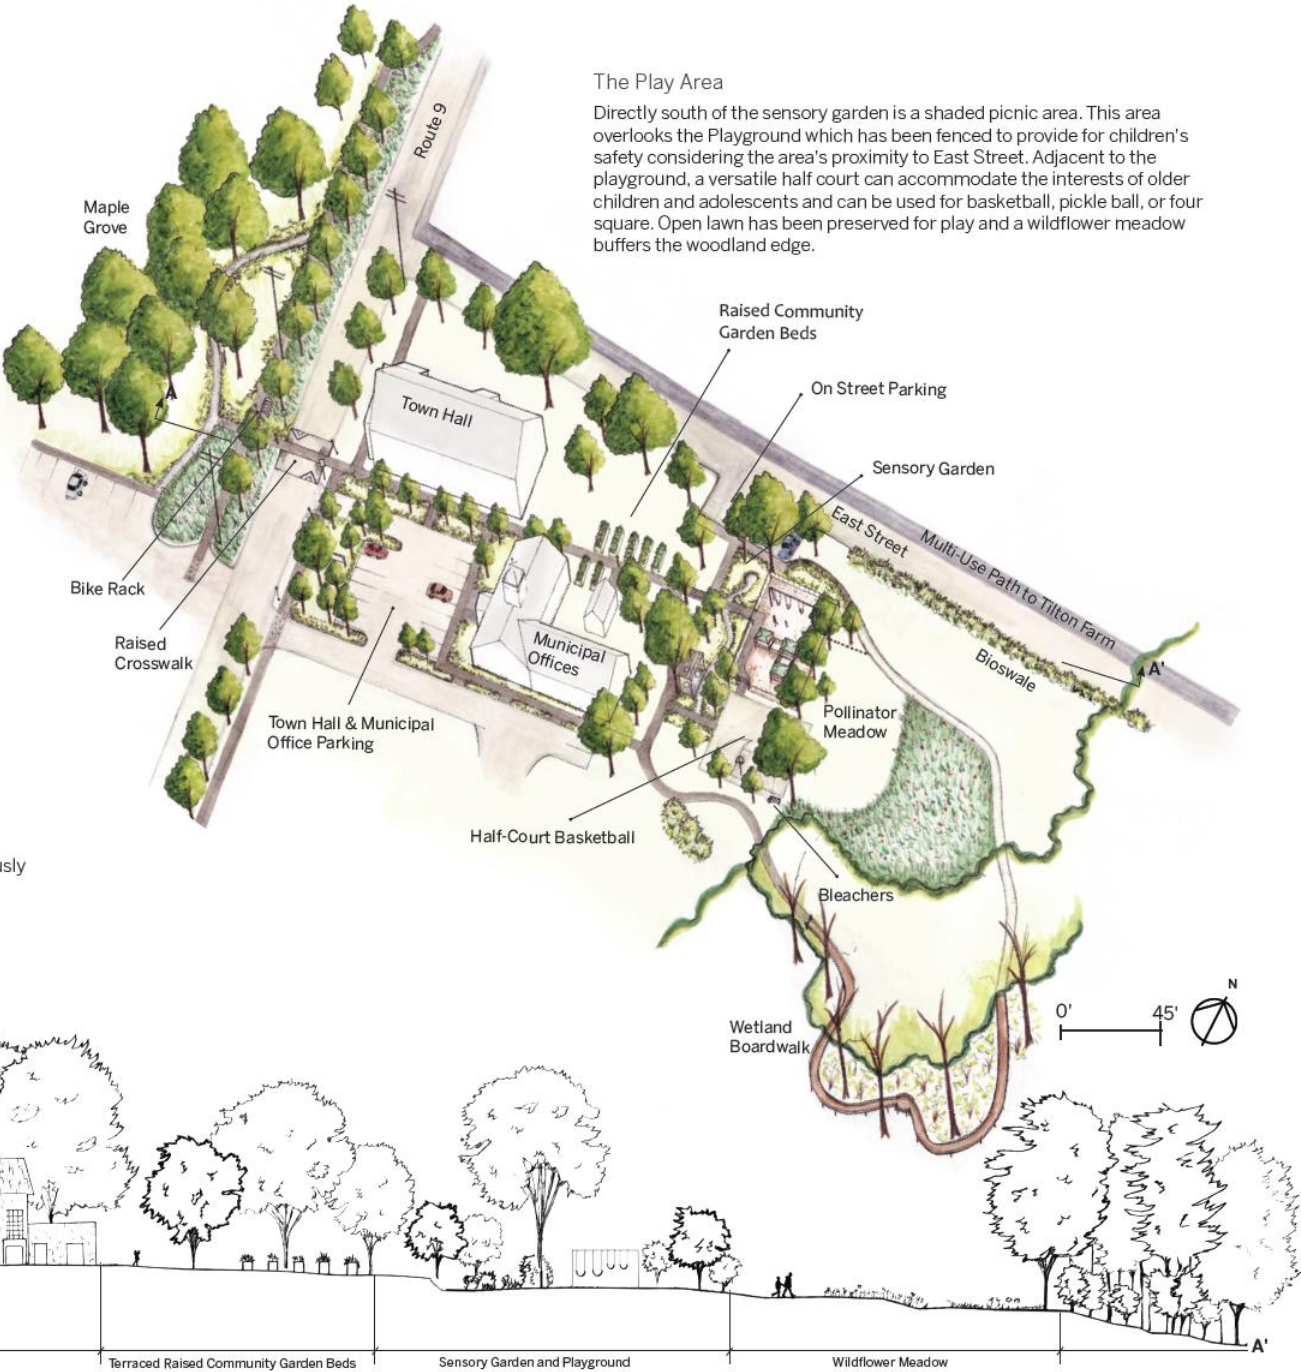 The Play Area
Directly south of the sensory garden is a shaded picnic area. This area
overlooks the Playground which has been fenced to provide for children's
safety considering the area's proximity to East Street. Adjacent to the
playground, a versatile half court can accommodate the interests of older
children and adolescents and can be used for basketball, pickle ball, or four
square. Open lawn has been preserved for play and a wildflower meadow
buffers the woodland edge.
Route 9
Maple
Grove
Raised Community
Garden Beds
On Street Parking
A
Town Hall
Sensory Garden
East Street
Multi-Use Path to Tilton Farm
Bike Rack
Raised
Crosswalk
Municipal
Offices
Bioswale
A'
Town Hall & Municipal
Office Parking
Pollinator
Meadow
Half-Court Basketball
usly
Bleachers
N
0'
45'
Wetland
Boardwalk
A'
Terraced Raised Community Garden Beds
Sensory Garden and Playground
Wildflower Meadow